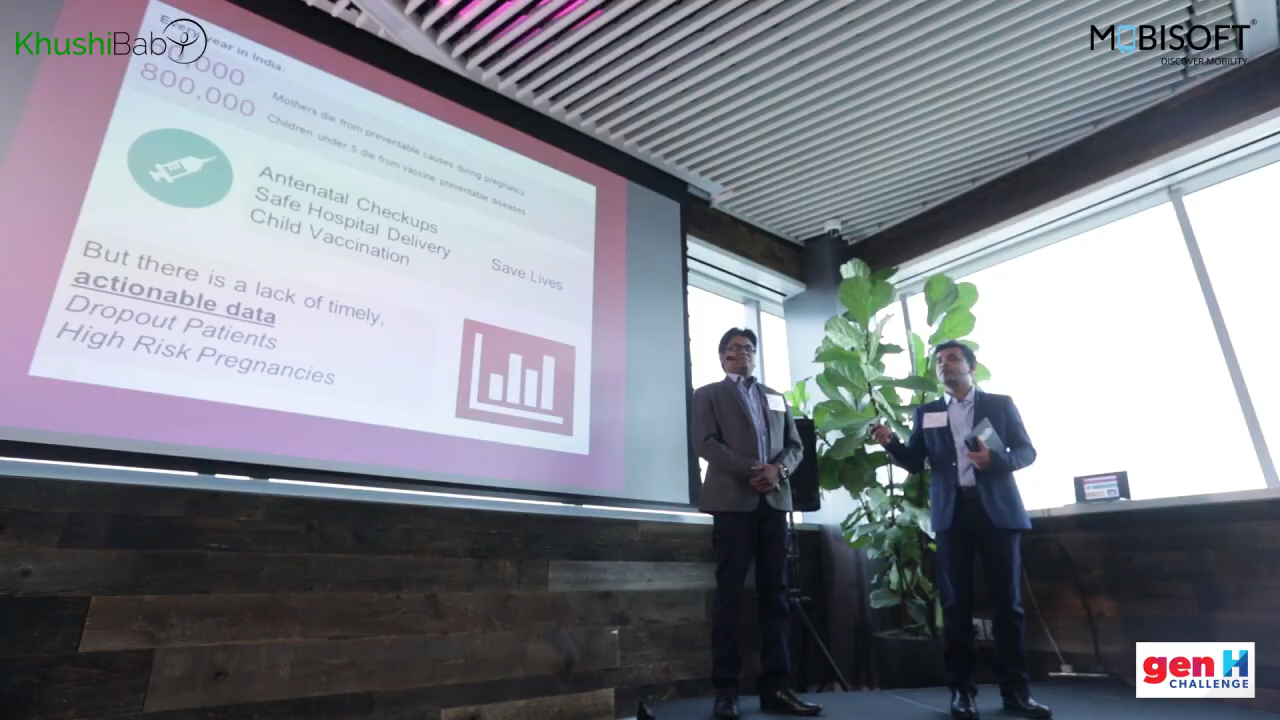 KhushiBaby
MOBISOFT®
DISCOVER MOBILITY
Every year in India:
800,000
Mothers die from preventable causes during pregnancy
Children under 5 die from vaccine preventable diseases
Antenatal Checkups
Safe Hospital Delivery
Child Vaccination
Save Lives
But there is a lack of timely,
actionable data
Dropout Patients
High Risk Pregnancies
gen H
CHALLENGE